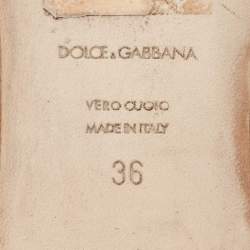 DOLCE & GABBANA
VERO CUOIO
MADE IN ITALY
36